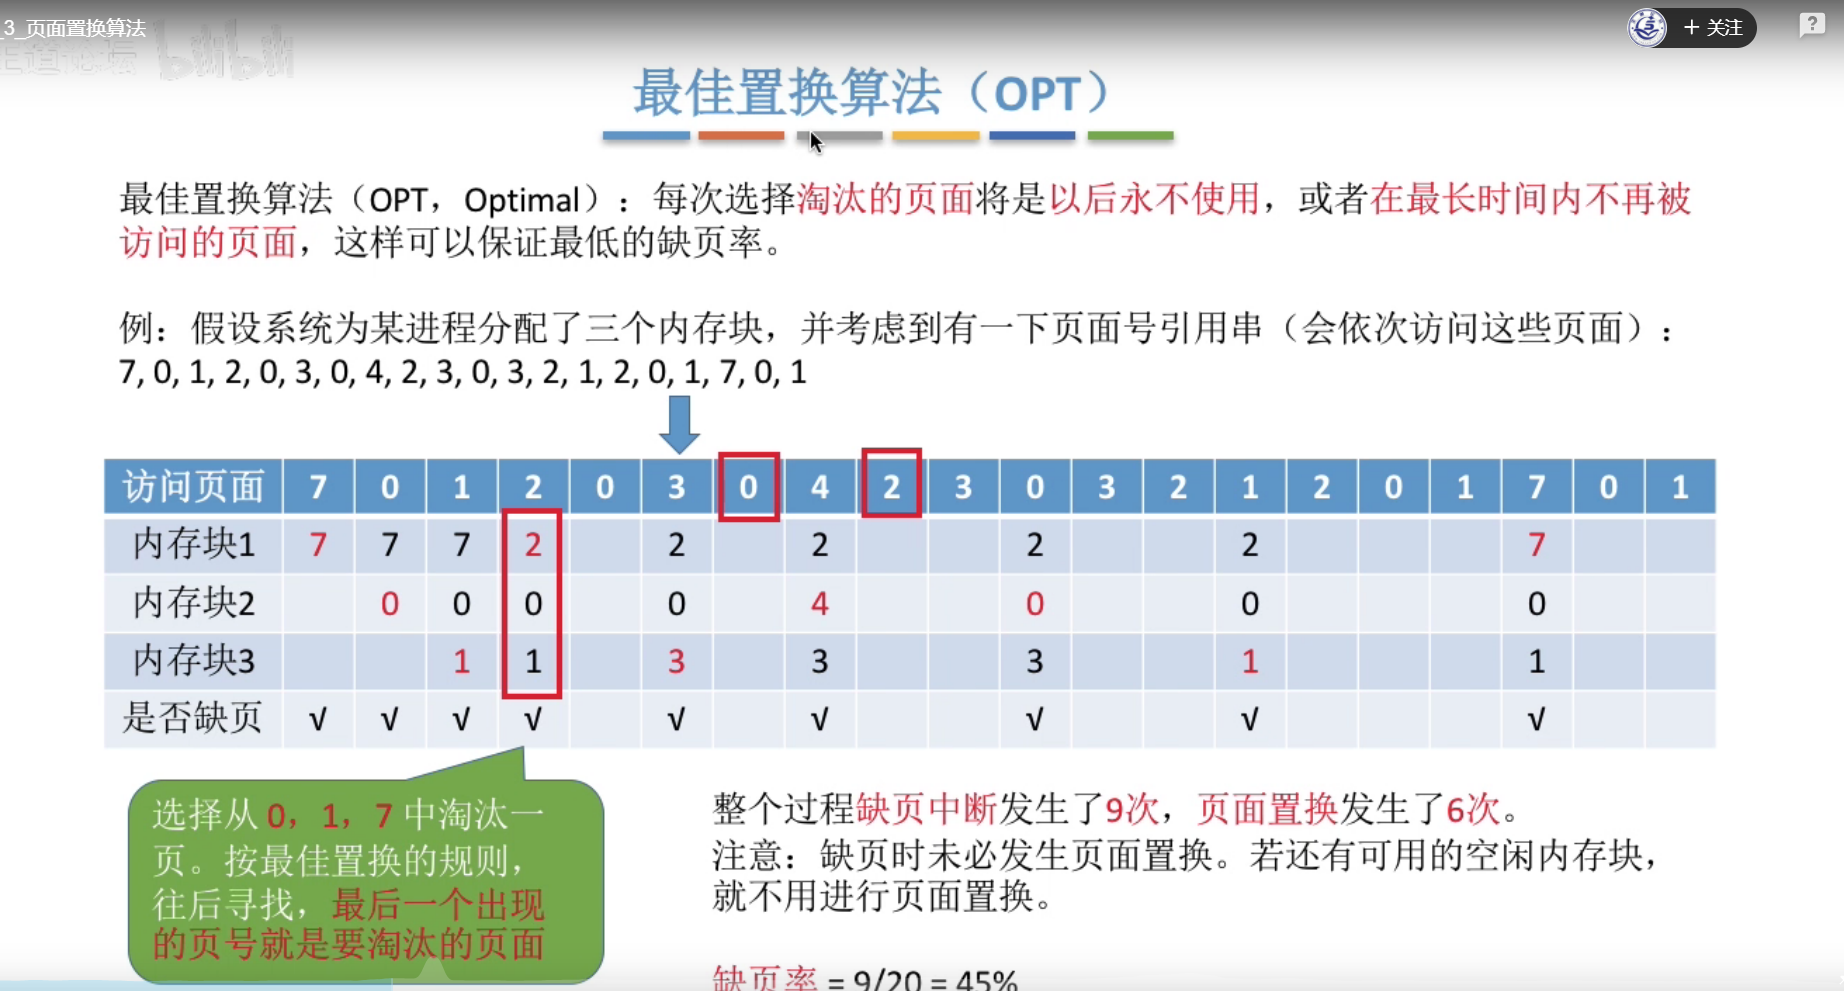 3_页面置换算法
+ 关注
?
王道论坛 bilibili
最佳置换算法（OPT）
最佳置换算法（OPT，Optimal）：每次选择淘汰的页面将是以后永不使用，或者在最长时间内不再被
访问的页面，这样可以保证最低的缺页率。
例：假设系统为某进程分配了三个内存块，并考虑到有一下页面号引用串（会依次访问这些页面）：
7, 0, 1, 2, 0, 3, 0, 4, 2, 3, 0, 3, 2, 1, 2, 0, 1, 7, 0, 1
访问页面 7 0 1 2 0 3 0 4 2 3 0 3 2 1 2 0 1 7 0 1
内存块1 7 7 7 2 2 2 2 2 7
内存块2 0 0 0 0 4 0 0 0
内存块3 1 1 3 3 3 1 1
是否缺页 √ √ √ √ √ √ √ √ √
选择从 0，1，7 中淘汰一
页。按最佳置换的规则，
往后寻找，最后一个出现
的页号就是要淘汰的页面
整个过程缺页中断发生了9次，页面置换发生了6次。
注意：缺页时未必发生页面置换。若还有可用的空闲内存块，
就不用进行页面置换。
缺页率 = 9/20 = 45%